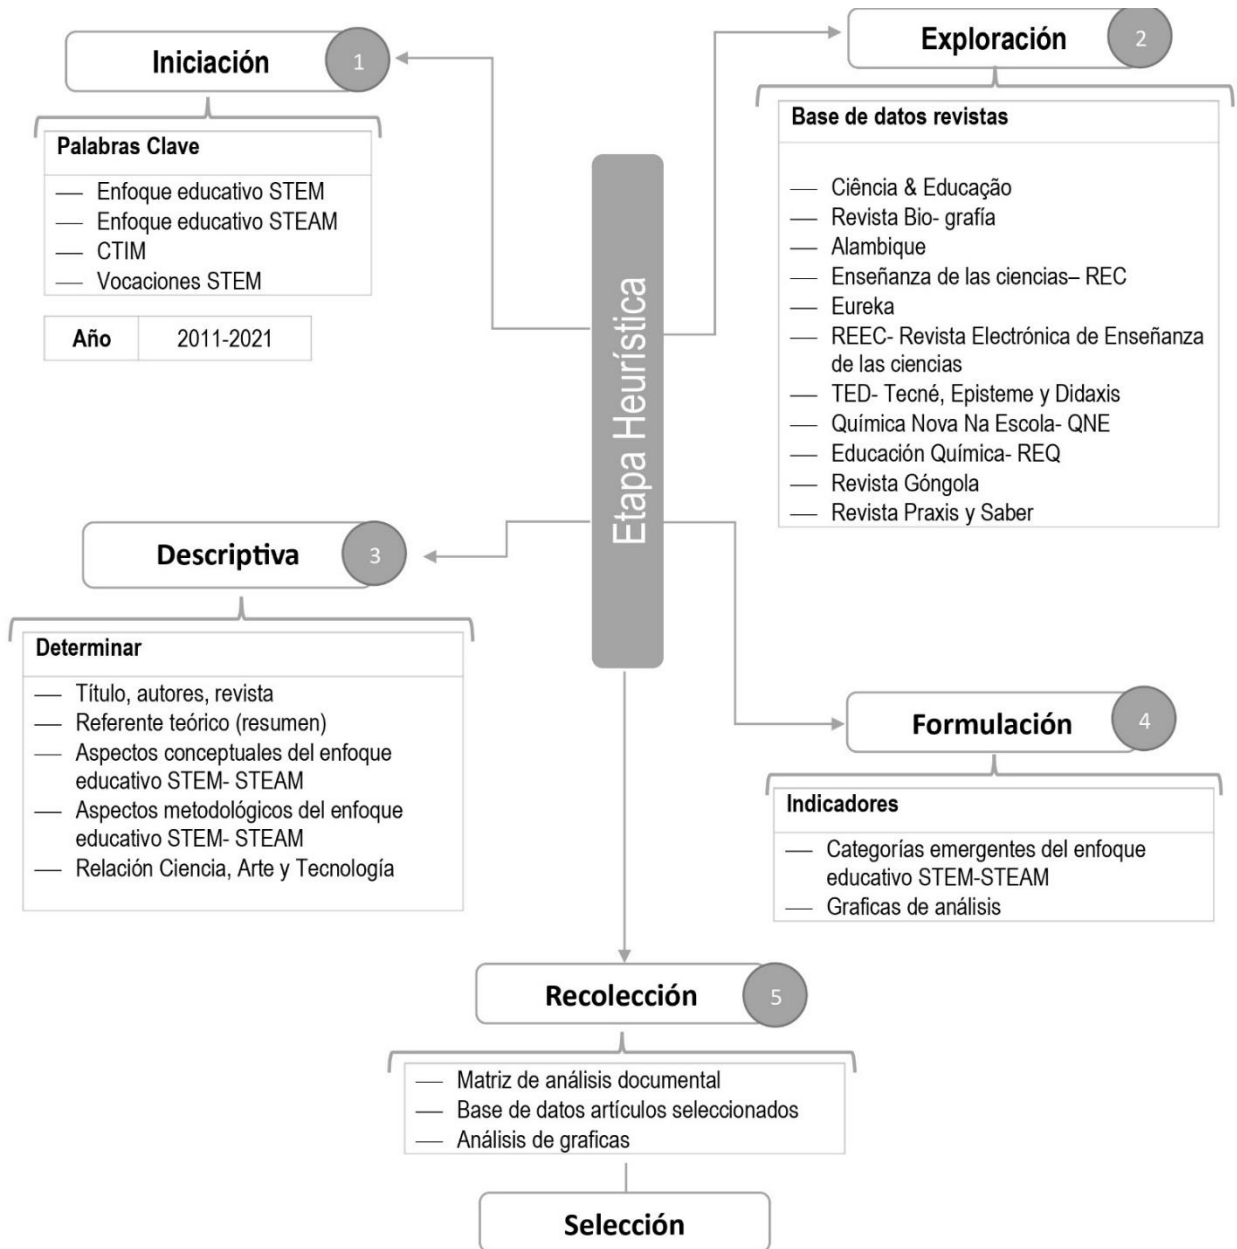 Iniciación
1
Palabras Clave
— Enfoque educativo STEM
— Enfoque educativo STEAM
— CTIM
— Vocaciones STEM
Año 2011-2021
Exploración
2
Base de datos revistas
— Ciência & Educação
— Revista Bio- grafía
— Alambique
— Enseñanza de las ciencias– REC
— Eureka
— REEC- Revista Electrónica de Enseñanza
de las ciencias
— TED- Tecné, Episteme y Didaxis
— Química Nova Na Escola- QNE
— Educación Química- REQ
— Revista Góngola
— Revista Praxis y Saber
Etapa Heurística
Descriptiva
3
Determinar
— Título, autores, revista
— Referente teórico (resumen)
— Aspectos conceptuales del enfoque
educativo STEM- STEAM
— Aspectos metodológicos del enfoque
educativo STEM- STEAM
— Relación Ciencia, Arte y Tecnología
Formulación
4
Indicadores
— Categorías emergentes del enfoque
educativo STEM-STEAM
— Graficas de análisis
Recolección
5
— Matriz de análisis documental
— Base de datos artículos seleccionados
— Análisis de graficas
Selección